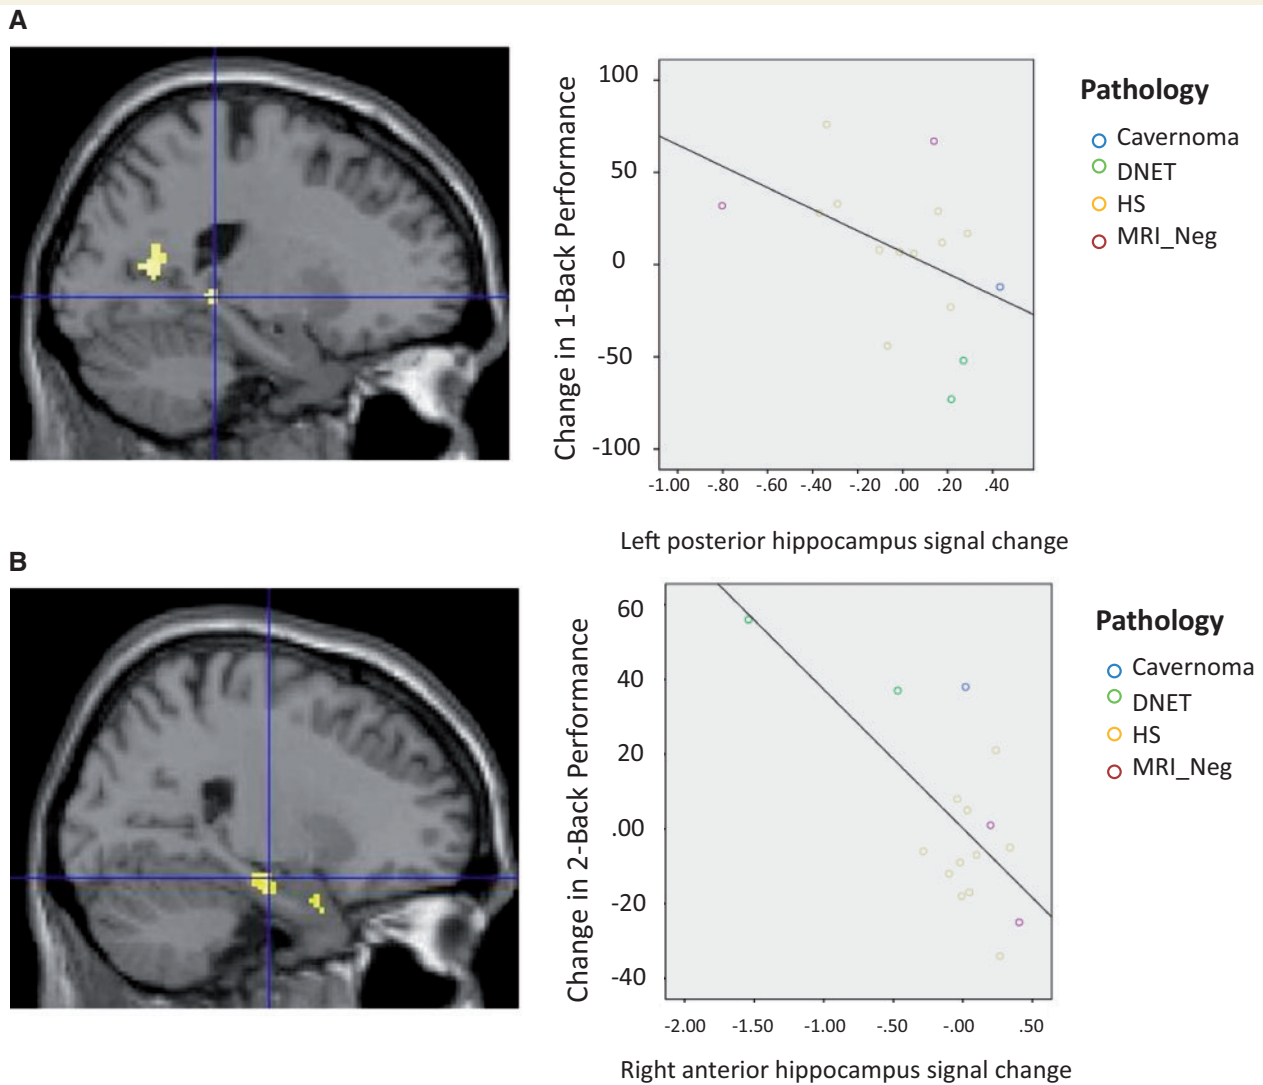 A
Change in 1-Back Performance
100
50
0
-50
-100
-1.00 -.80 -.60 -.40 -.20 .00 .20 .40
Left posterior hippocampus signal change
Pathology
Cavernoma
DNET
HS
MRI_Neg
B
Change in 2-Back Performance
60
40
20
.00
-20
-40
-2.00 -1.50 -1.00 -.50 -.00 .50
Right anterior hippocampus signal change
Pathology
Cavernoma
DNET
HS
MRI_Neg